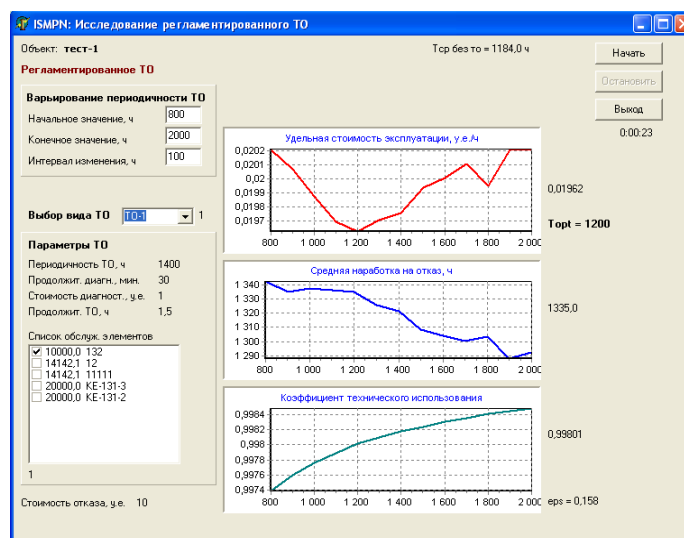 ISMPN: Исследование регламентированного ТО
Объект: тест-1
Тср без то = 1184,0 ч
Начать
Регламентированное ТО
Остановить
Варьирование периодичности ТО
Начальное значение, ч 800
Конечное значение, ч 2000
Интервал изменения, ч 100
Выход
0:00:23
Удельная стоимость эксплуатации, у.е./ч
0,0202
0,0201
0,02
0,0199
0,0198
0,0197
800 1 000 1 200 1 400 1 600 1 800 2 000
0,01962
Topt = 1200
Выбор вида ТО ТО-1 1
Параметры ТО
Периодичность ТО, ч 1400
Продолжит. диагн., мин. 30
Стоимость диагност., у.е. 1
Продолжит. ТО, ч 1,5
Список обслуж. элементов
10000,0 132
14142,1 12
14142,1 11111
20000,0 КЕ-131-3
20000,0 КЕ-131-2
1
Стоимость отказа, у.е. 10
Средняя наработка на отказ, ч
1 340
1 330
1 320
1 310
1 300
1 290
800 1 000 1 200 1 400 1 600 1 800 2 000
1335,0
Коэффициент технического использования
0,9984
0,9982
0,998
0,9978
0,9976
0,9974
800 1 000 1 200 1 400 1 600 1 800 2 000
0,99801
eps = 0,158